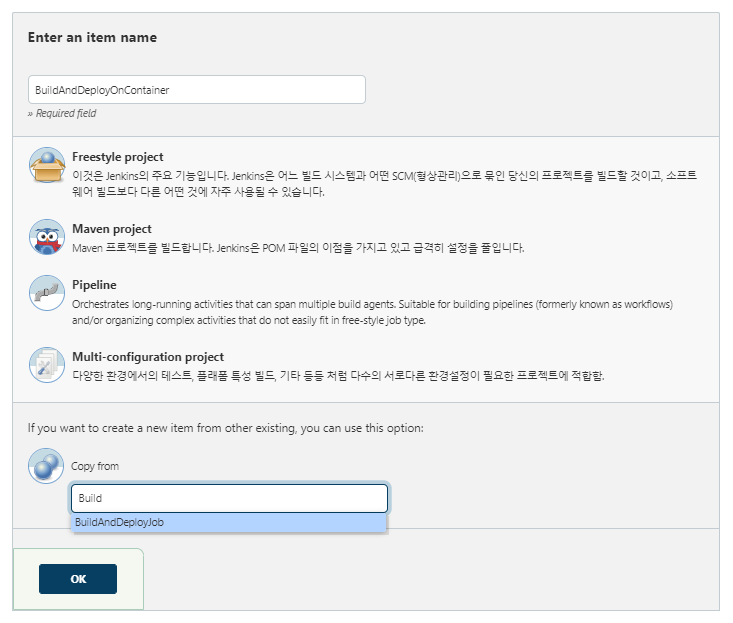 Enter an item name
BuildAndDeployOnContainer
» Required field
Freestyle project
이것은 Jenkins의 주요 기능입니다. Jenkins은 어느 빌드 시스템과 어떤 SCM(형상관리)으로 묶인 당신의 프로젝트를 빌드할 것이고, 소프트
웨어 빌드보다 다른 어떤 것에 자주 사용될 수 있습니다.
Maven project
Maven 프로젝트를 빌드합니다. Jenkins은 POM 파일의 이점을 가지고 있고 급격히 설정을 줄입니다.
Pipeline
Orchestrates long-running activities that can span multiple build agents. Suitable for building pipelines (formerly known as workflows)
and/or organizing complex activities that do not easily fit in free-style job type.
Multi-configuration project
다양한 환경에서의 테스트, 플래폼 특성 빌드, 기타 등등 처럼 다수의 서로다른 환경설정이 필요한 프로젝트에 적합함.
If you want to create a new item from other existing, you can use this option:
Copy from
Build
BuildAndDeployJob
OK